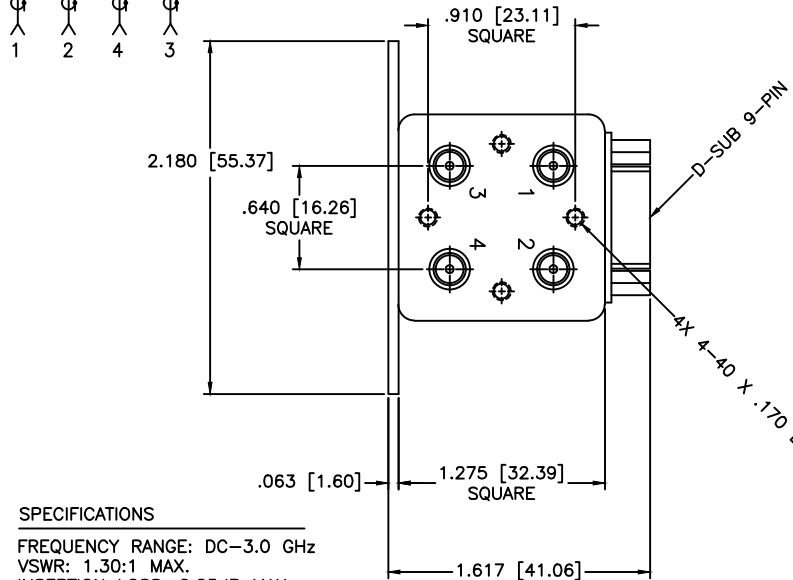 1 2 4 3
.910 [23.11]
SQUARE
D-SUB 9-PIN
2.180 [55.37]
.640 [16.26]
SQUARE
3 1
4 2
4X 4-40 X .170
.063 [1.60]
1.275 [32.39]
SQUARE
SPECIFICATIONS
FREQUENCY RANGE: DC-3.0 GHz
VSWR: 1.30:1 MAX.
1.617 [41.06]